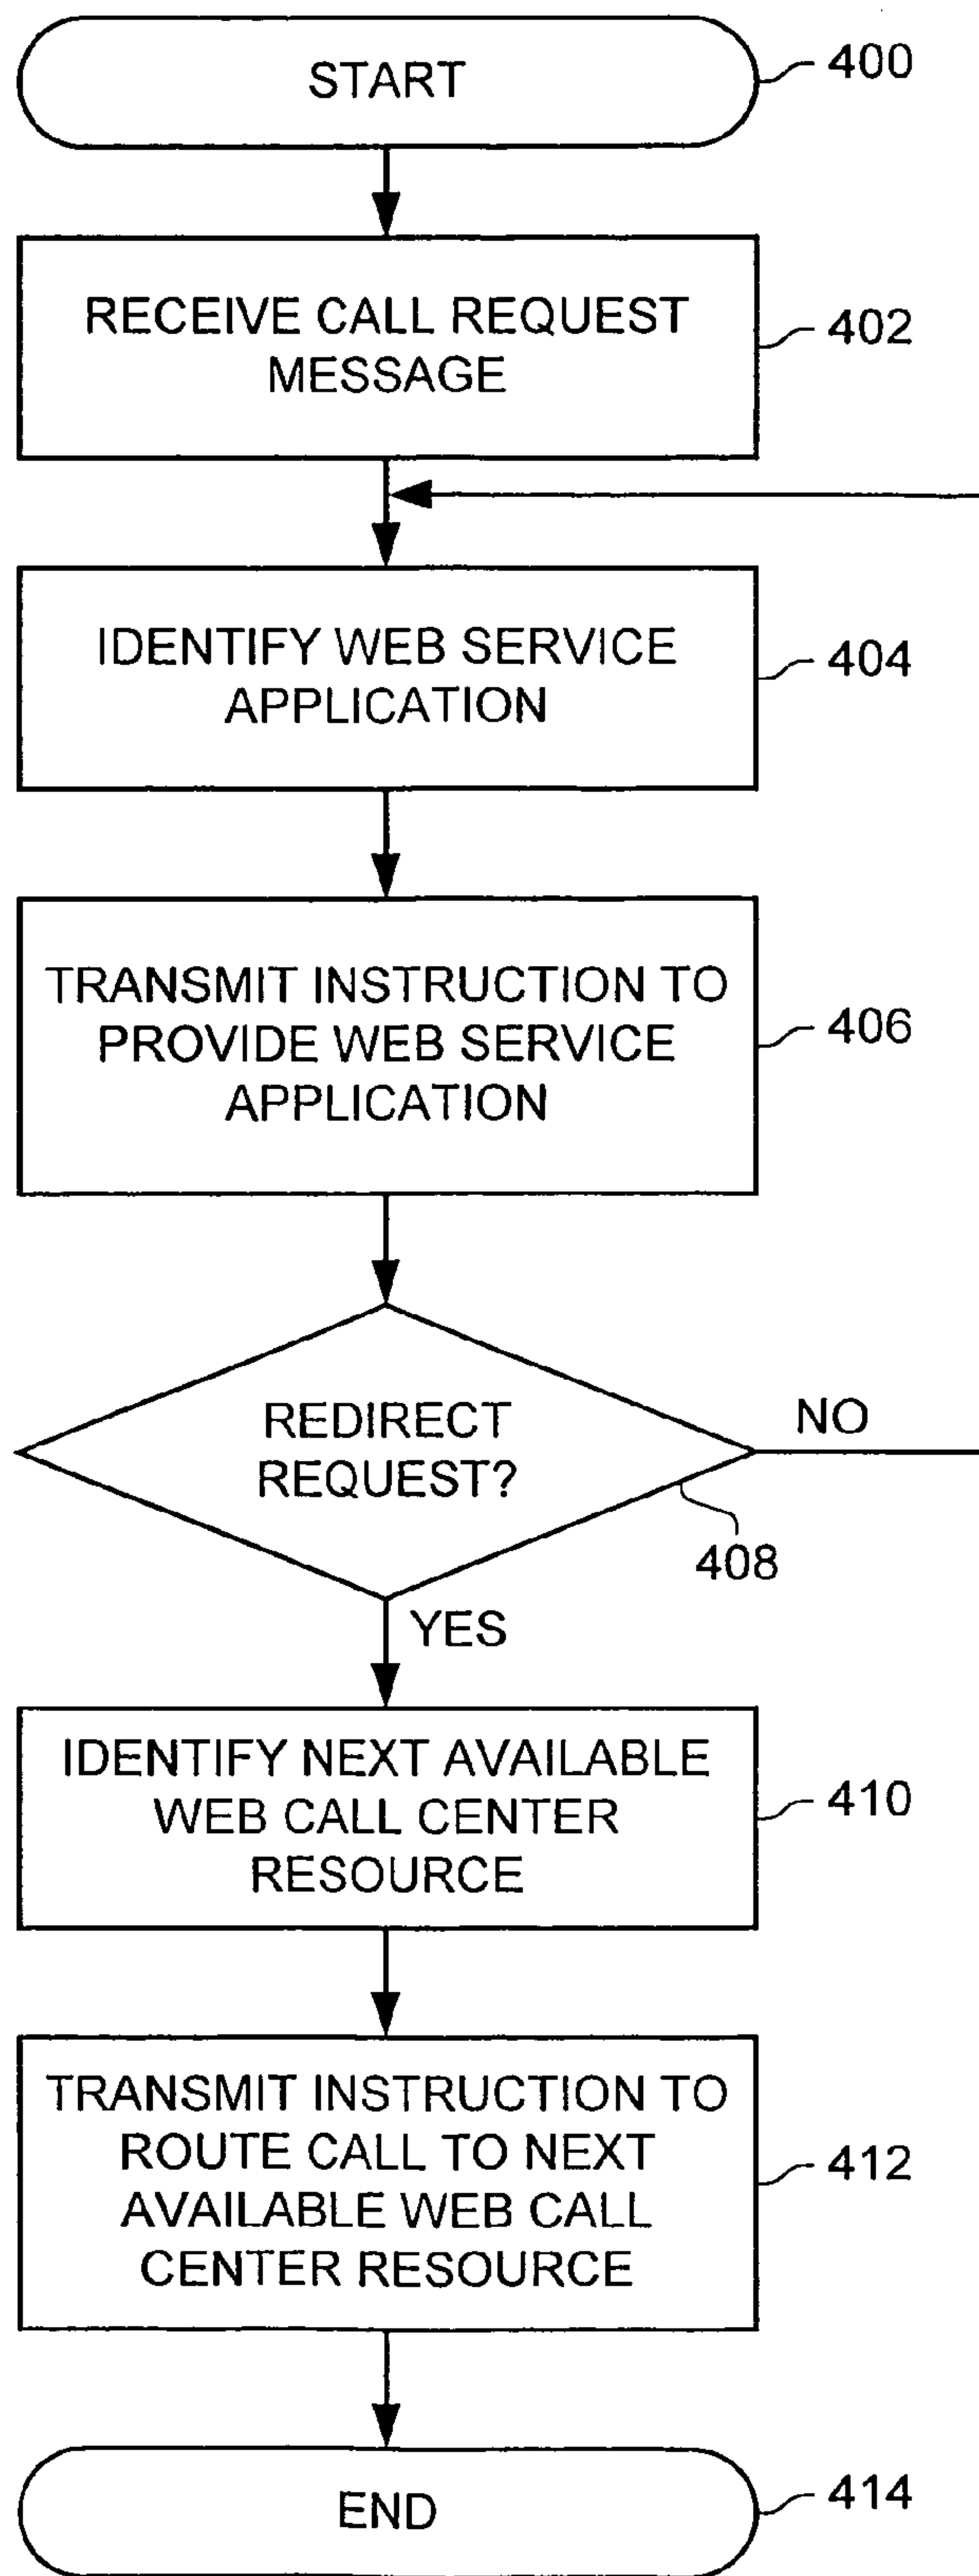 START
400
RECEIVE CALL REQUEST
MESSAGE
402
IDENTIFY WEB SERVICE
APPLICATION
404
TRANSMIT INSTRUCTION TO
PROVIDE WEB SERVICE
APPLICATION
406
REDIRECT
REQUEST?
NO
408
YES
IDENTIFY NEXT AVAILABLE
WEB CALL CENTER
RESOURCE
410
TRANSMIT INSTRUCTION TO
ROUTE CALL TO NEXT
AVAILABLE WEB CALL
CENTER RESOURCE
412
END
414